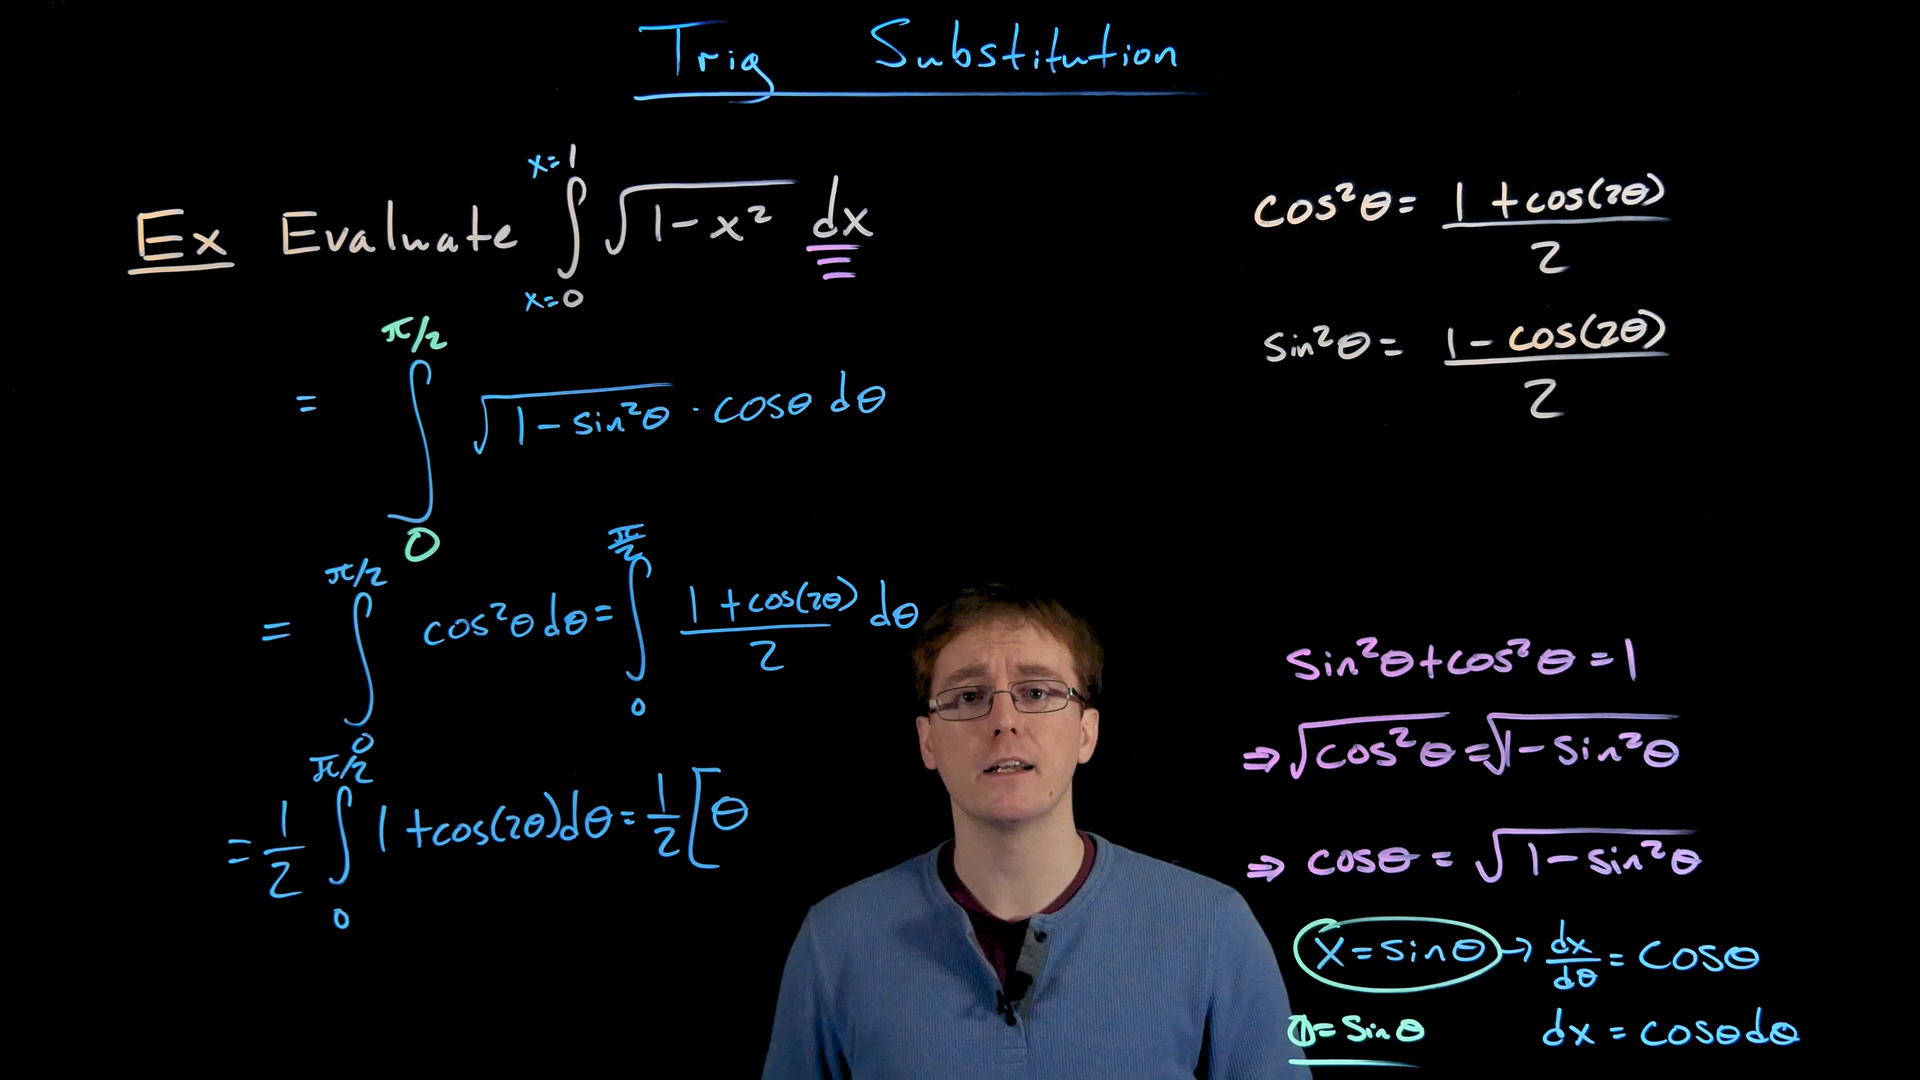 Trig Substitution
Ex Evaluate ∫_{x=0}^{x=1} √(1-x²) dx
= ∫_0^{π/2} √(1-sin²θ) · cosθ dθ
= ∫_0^{π/2} cos²θ dθ = ∫_0^{π/2} (1+cos(2θ))/2 dθ
= 1/2 ∫_0^{π/2} 1+cos(2θ) dθ = 1/2 [θ
cos²θ = (1+cos(2θ))/2
sin²θ = (1-cos(2θ))/2
sin²θ+cos²θ=1
⇒ √(cos²θ) = √(1-sin²θ)
⇒ cosθ = √(1-sin²θ)
x=sinθ → dx/dθ = cosθ
dx = cosθdθ